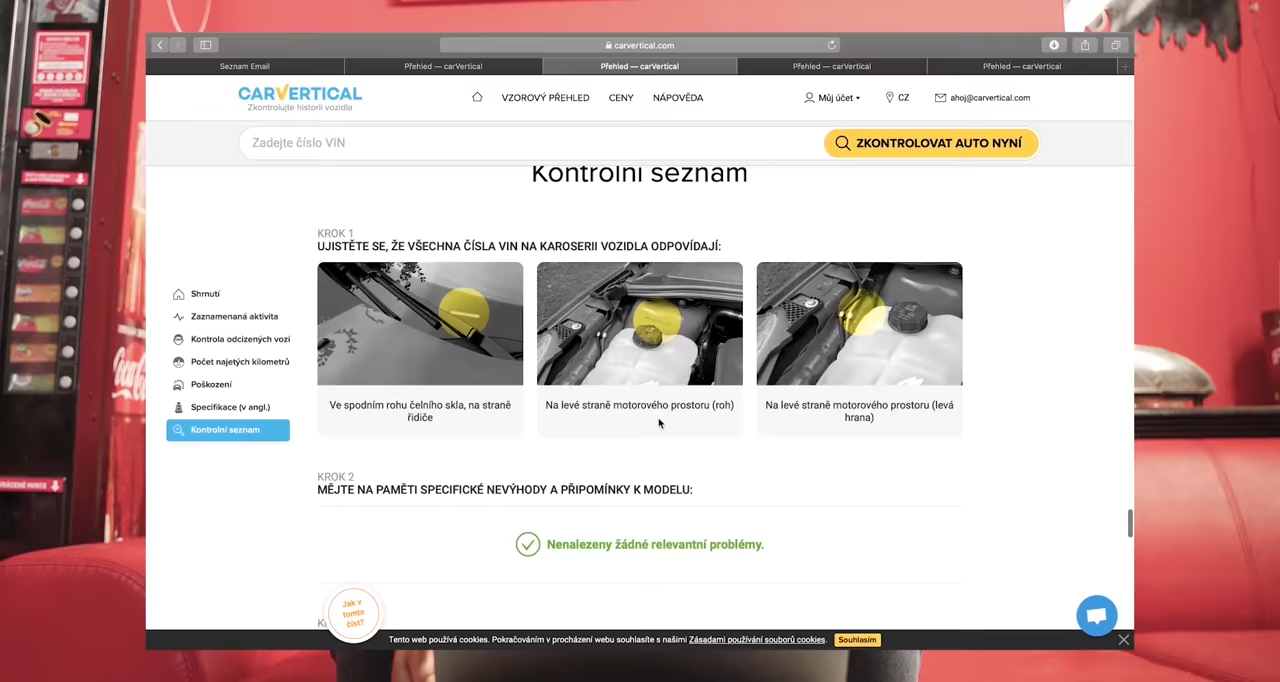 carvertical.com
Seznam Email
Přehled — carVertical
Přehled — carVertical
Přehled — carVertical
Přehled — carVertical
CARVERTICAL
Zkontrolujte historii vozidla
VZOROVÝ PŘEHLED
CENY
NÁPOVĚDA
Můj účet
CZ
ahoj@carvertical.com
Zadejte číslo VIN
ZKONTROLOVAT AUTO NYNÍ
Kontrolní seznam
KROK 1
UJISTĚTE SE, ŽE VŠECHNA ČÍSLA VIN NA KAROSERII VOZIDLA ODPOVÍDAJÍ:
Shrnutí
Zaznamenaná aktivita
Kontrola odcizených vozi
Počet najetých kilometrů
Poškození
Specifikace (v angl.)
Kontrolní seznam
Ve spodním rohu čelního skla, na straně
řidiče
Na levé straně motorového prostoru (roh)
Na levé straně motorového prostoru (levá
hrana)
KROK 2
MĚJTE NA PAMĚTI SPECIFICKÉ NEVÝHODY A PŘIPOMÍNKY K MODELU:
Nenalezeny žádné relevantní problémy.
Jak v
tomto
číst?
Tento web používá cookies. Pokračováním v procházení webu souhlasíte s našimi Zásadami používání souborů cookies.
Souhlasím
Coca-Cola